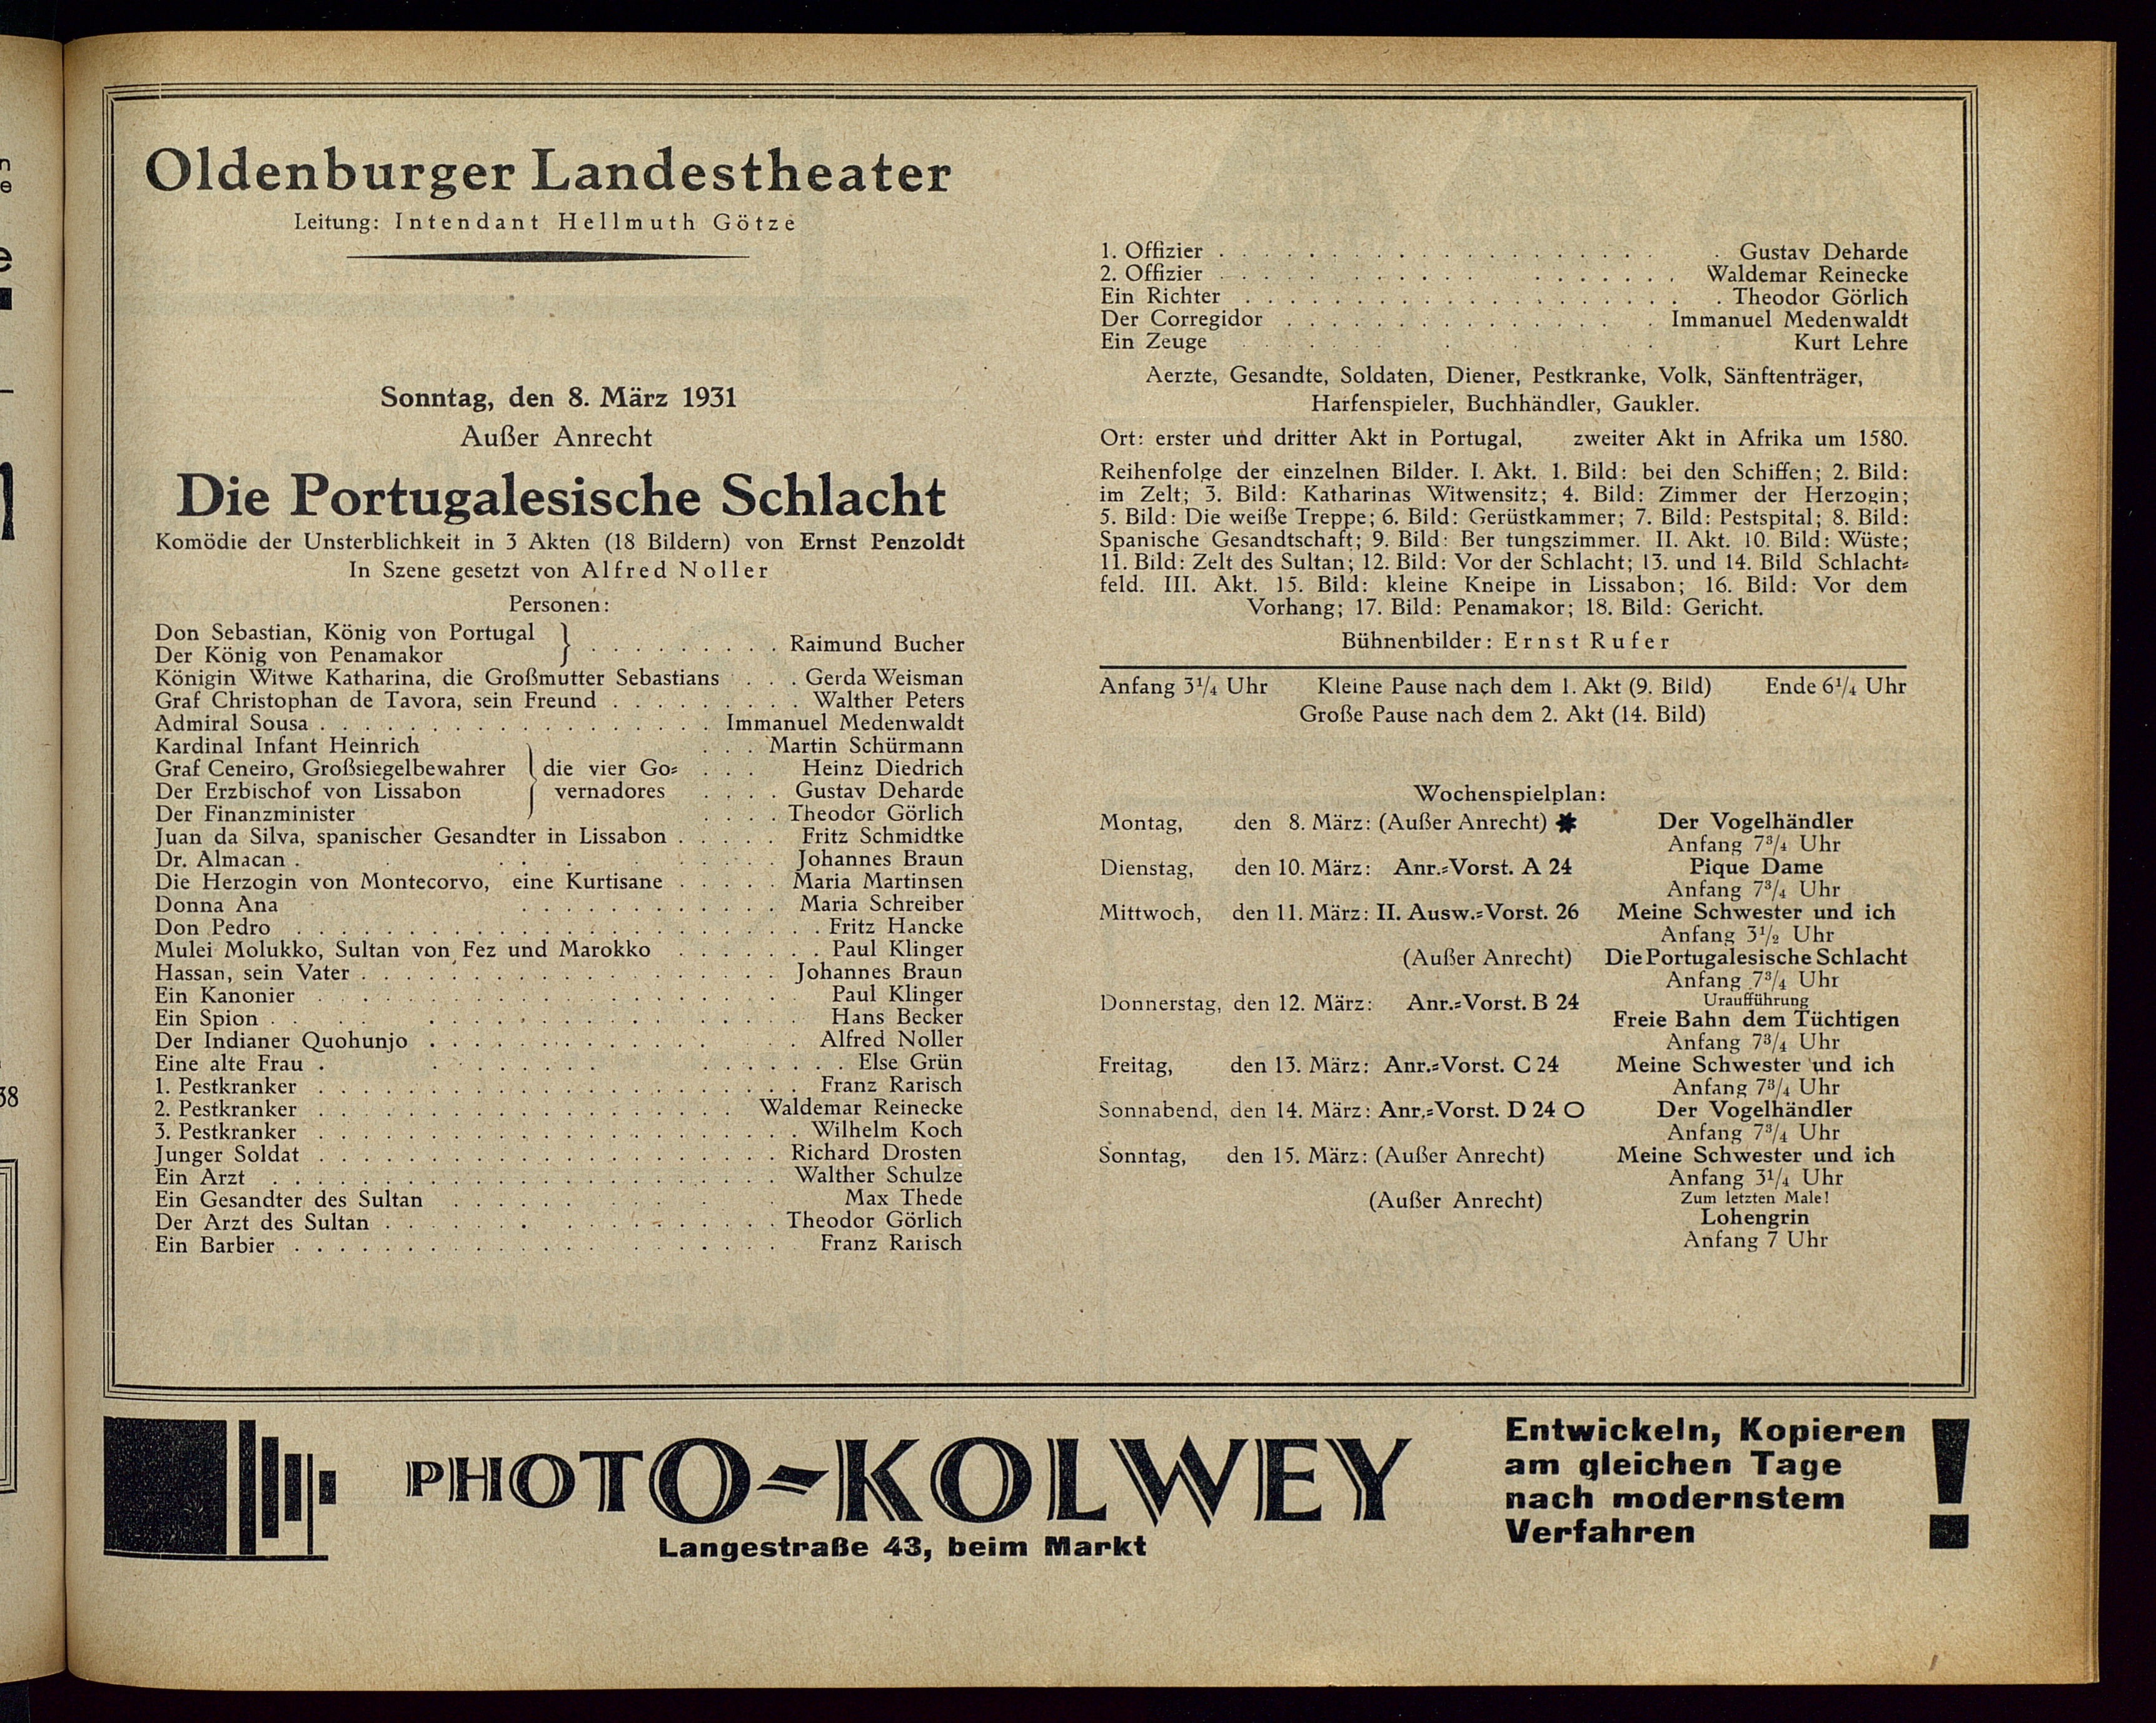 Oldenburger Landestheater
Leitung: Intendant Hellmuth Götze
Sonntag, den 8. März 1931
Außer Anrecht
Die Portugalesische Schlacht
Komödie der Unsterblichkeit in 3 Akten (18 Bildern) von Ernst Penzoldt
In Szene gesetzt von Alfred Noller
Personen:
Don Sebastian, König von Portugal
Der König von Penamakor } . . . . . . . . . Raimund Bucher
Königin Witwe Katharina, die Großmutter Sebastians . . . Gerda Weisman
Graf Christophan de Tavora, sein Freund . . . . . . . . . Walther Peters
Admiral Sousa . . . . . . . . . . . . . . . . . . Immanuel Medenwaldt
Kardinal Infant Heinrich . . . Martin Schürmann
Graf Ceneiro, Großsiegelbewahrer } die vier Go= . . . Heinz Diedrich
Der Erzbischof von Lissabon } vernadores . . . . Gustav Deharde
Der Finanzminister . . . . Theodor Görlich
Juan da Silva, spanischer Gesandter in Lissabon . . . . . Fritz Schmidtke
Dr. Almacan . . . . . . . . . Johannes Braun
Die Herzogin von Montecorvo, eine Kurtisane . . . . . Maria Martinsen
Donna Ana . . . . . . . . . . . . Maria Schreiber
Don Pedro . . . . . . . . . . . . . . . . . . . . . . . . Fritz Hancke
Mulei Molukko, Sultan von Fez und Marokko . . . . . . . Paul Klinger
Hassan, sein Vater . . . . . . . . . . . . . . . . . . . Johannes Braun
Ein Kanonier . . . . . . . . . . . . . . . . . . . . . . Paul Klinger
Ein Spion . . . . . . . . . . . . . . . . . . . . . Hans Becker
Der Indianer Quohunjo . . . . . . . . . . . . . . . Alfred Noller
Eine alte Frau . . . . . . . . . . . . . . . Else Grün
1. Pestkranker . . . . . . . . . . . . . . . . . . . . . . Franz Rarisch
2. Pestkranker . . . . . . . . . . . . . . . . . . . Waldemar Reinecke
3. Pestkranker . . . . . . . . . . . . . . . . . . . . . . Wilhelm Koch
Junger Soldat . . . . . . . . . . . . . . . . . . . . . Richard Drosten
Ein Arzt . . . . . . . . . . . . . . . . . . . . . . . Walther Schulze
Ein Gesandter des Sultan . . . . . . . . . . . . Max Thede
Der Arzt des Sultan . . . . . . . . . . . . . . . . . Theodor Görlich
Ein Barbier . . . . . . . . . . . . . . . . . . . . . . Franz Rarisch
1. Offizier . . . . . . . . . . . . . . . . Gustav Deharde
2. Offizier . . . . . . . . . . . . . . . . . . Waldemar Reinecke
Ein Richter . . . . . . . . . . . . . . . . . . . . . Theodor Görlich
Der Corregidor . . . . . . . . . . . . . . . . Immanuel Medenwaldt
Ein Zeuge . . . . . . . . . . . . . Kurt Lehre
Aerzte, Gesandte, Soldaten, Diener, Pestkranke, Volk, Sänftenträger,
Harfenspieler, Buchhändler, Gaukler.
Ort: erster und dritter Akt in Portugal, zweiter Akt in Afrika um 1580.
Reihenfolge der einzelnen Bilder. I. Akt. 1. Bild: bei den Schiffen; 2. Bild:
im Zelt; 3. Bild: Katharinas Witwensitz; 4. Bild: Zimmer der Herzogin;
5. Bild: Die weiße Treppe; 6. Bild: Gerüstkammer; 7. Bild: Pestspital; 8. Bild:
Spanische Gesandtschaft; 9. Bild: Ber tungszimmer. II. Akt. 10. Bild: Wüste;
11. Bild: Zelt des Sultan; 12. Bild: Vor der Schlacht; 13. und 14. Bild Schlacht=
feld. III. Akt. 15. Bild: kleine Kneipe in Lissabon; 16. Bild: Vor dem
Vorhang; 17. Bild: Penamakor; 18. Bild: Gericht.
Bühnenbilder: Ernst Rufer
Anfang 3¼ Uhr Kleine Pause nach dem 1. Akt (9. Bild) Ende 6¼ Uhr
Große Pause nach dem 2. Akt (14. Bild)
Wochenspielplan:
Montag, den 8. März: (Außer Anrecht) ✱ Der Vogelhändler
Anfang 7¾ Uhr
Dienstag, den 10. März: Anr.=Vorst. A 24 Pique Dame
Anfang 7¾ Uhr
Mittwoch, den 11. März: II. Ausw.=Vorst. 26 Meine Schwester und ich
Anfang 3½ Uhr
(Außer Anrecht) Die Portugalesische Schlacht
Anfang 7¾ Uhr
Uraufführung
Donnerstag, den 12. März: Anr.=Vorst. B 24
Freie Bahn dem Tüchtigen
Anfang 7¾ Uhr
Freitag, den 13. März: Anr.=Vorst. C 24 Meine Schwester und ich
Anfang 7¾ Uhr
Sonnabend, den 14. März: Anr.=Vorst. D 24 O Der Vogelhändler
Anfang 7¾ Uhr
Sonntag, den 15. März: (Außer Anrecht) Meine Schwester und ich
Anfang 3¼ Uhr
Zum letzten Male!
(Außer Anrecht)
Lohengrin
Anfang 7 Uhr
PHOTO-KOLWEY
Langestraße 43, beim Markt
Entwickeln, Kopieren
am gleichen Tage
nach modernstem
Verfahren
!
38